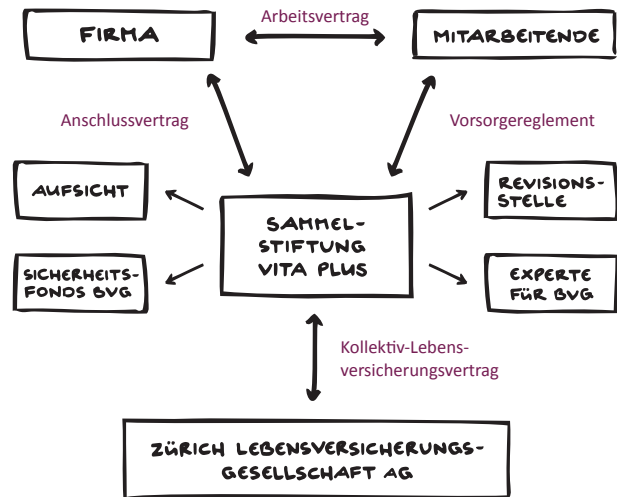 Arbeitsvertrag
FIRMA
MITARBEITENDE
Anschlussvertrag
Vorsorgereglement
AUFSICHT
REVISIONS-
STELLE
SAMMEL-
STIFTUNG
VITA PLUS
SICHERHEITS-
FONDS BVG
EXPERTE
FÜR BVG
Kollektiv-Lebens-
versicherungsvertrag
ZÜRICH LEBENSVERSICHERUNGS-
GESELLSCHAFT AG